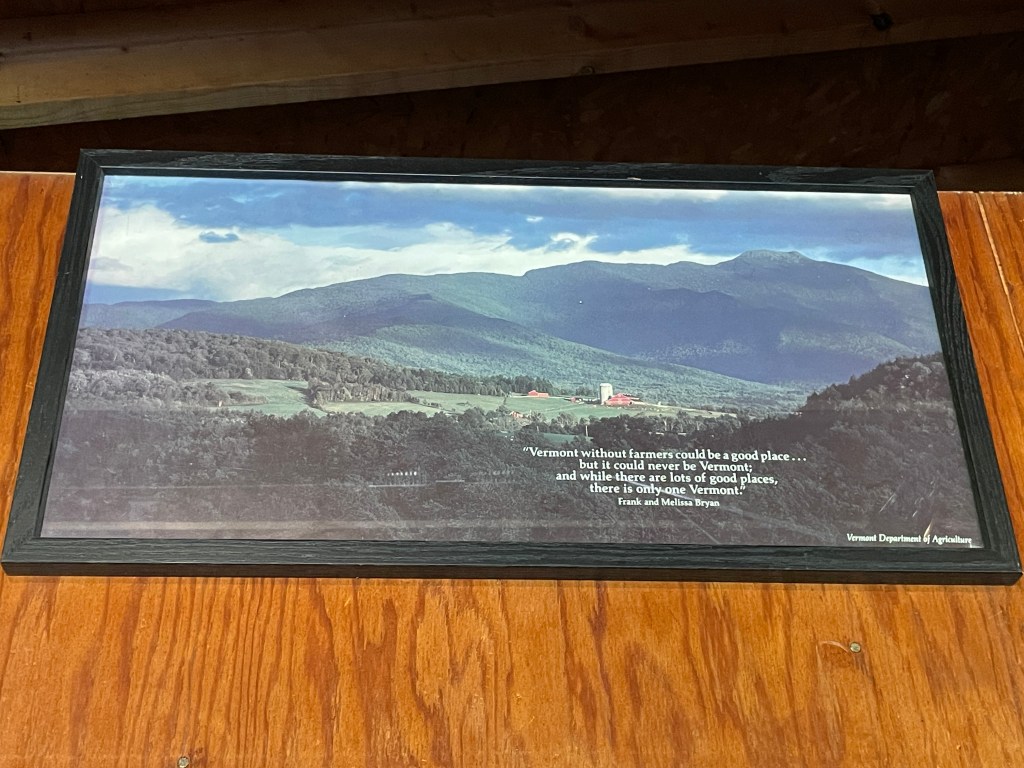 "Vermont without farmers could be a good place...
but it could never be Vermont;
and while there are lots of good places,
there is only one Vermont."
Frank and Melissa Bryan
Vermont Department of Agriculture